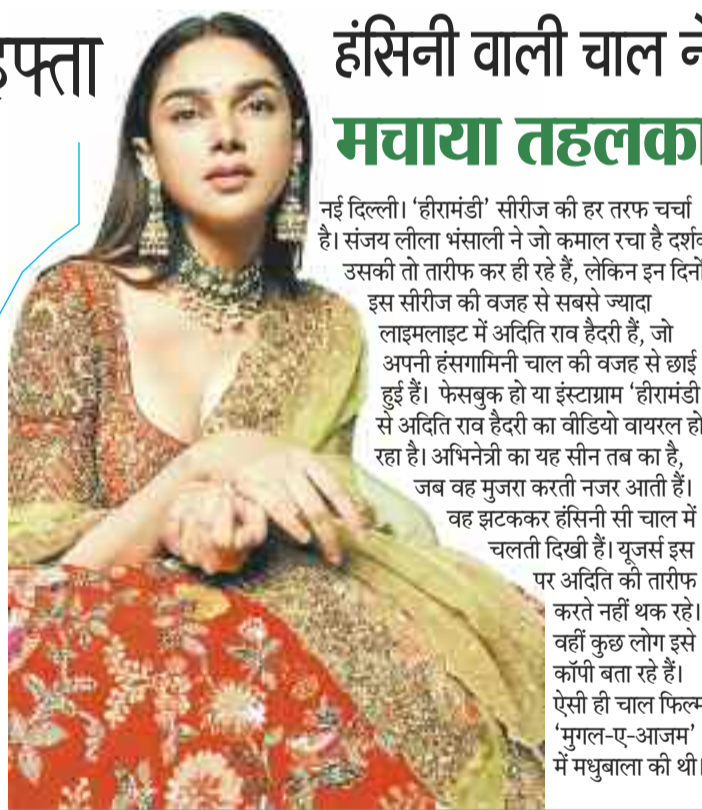 हंसिनी वाली चाल ने
मचाया तहलका
नई दिल्ली। ‘हीरामंडी’ सीरीज की हर तरफ चर्चा
है। संजय लीला भंसाली ने जो कमाल रचा है
उसकी तो तारीफ कर ही रहे हैं, लेकिन इन दिनों
इस सीरीज की वजह से सबसे ज्यादा
लाइमलाइट में अदिति राव हैदरी हैं, जो
अपनी हंसगामिनी चाल की वजह से छाई
हुई हैं। फेसबुक हो या इंस्टाग्राम ‘हीरामंडी
से अदिति राव हैदरी का वीडियो वायरल हो
रहा है। अभिनेत्री का यह सीन तब का है,
जब वह मुजरा करती नजर आती हैं।
वह झटककर हंसिनी सी चाल में
चलती दिखी हैं। यूजर्स इस
पर अदिति की तारीफ
करते नहीं थक रहे।
वहीं कुछ लोग इसे
कॉपी बता रहे हैं।
ऐसी ही चाल फिल्म
‘मुगल-ए-आजम’
में मधुबाला की थी।